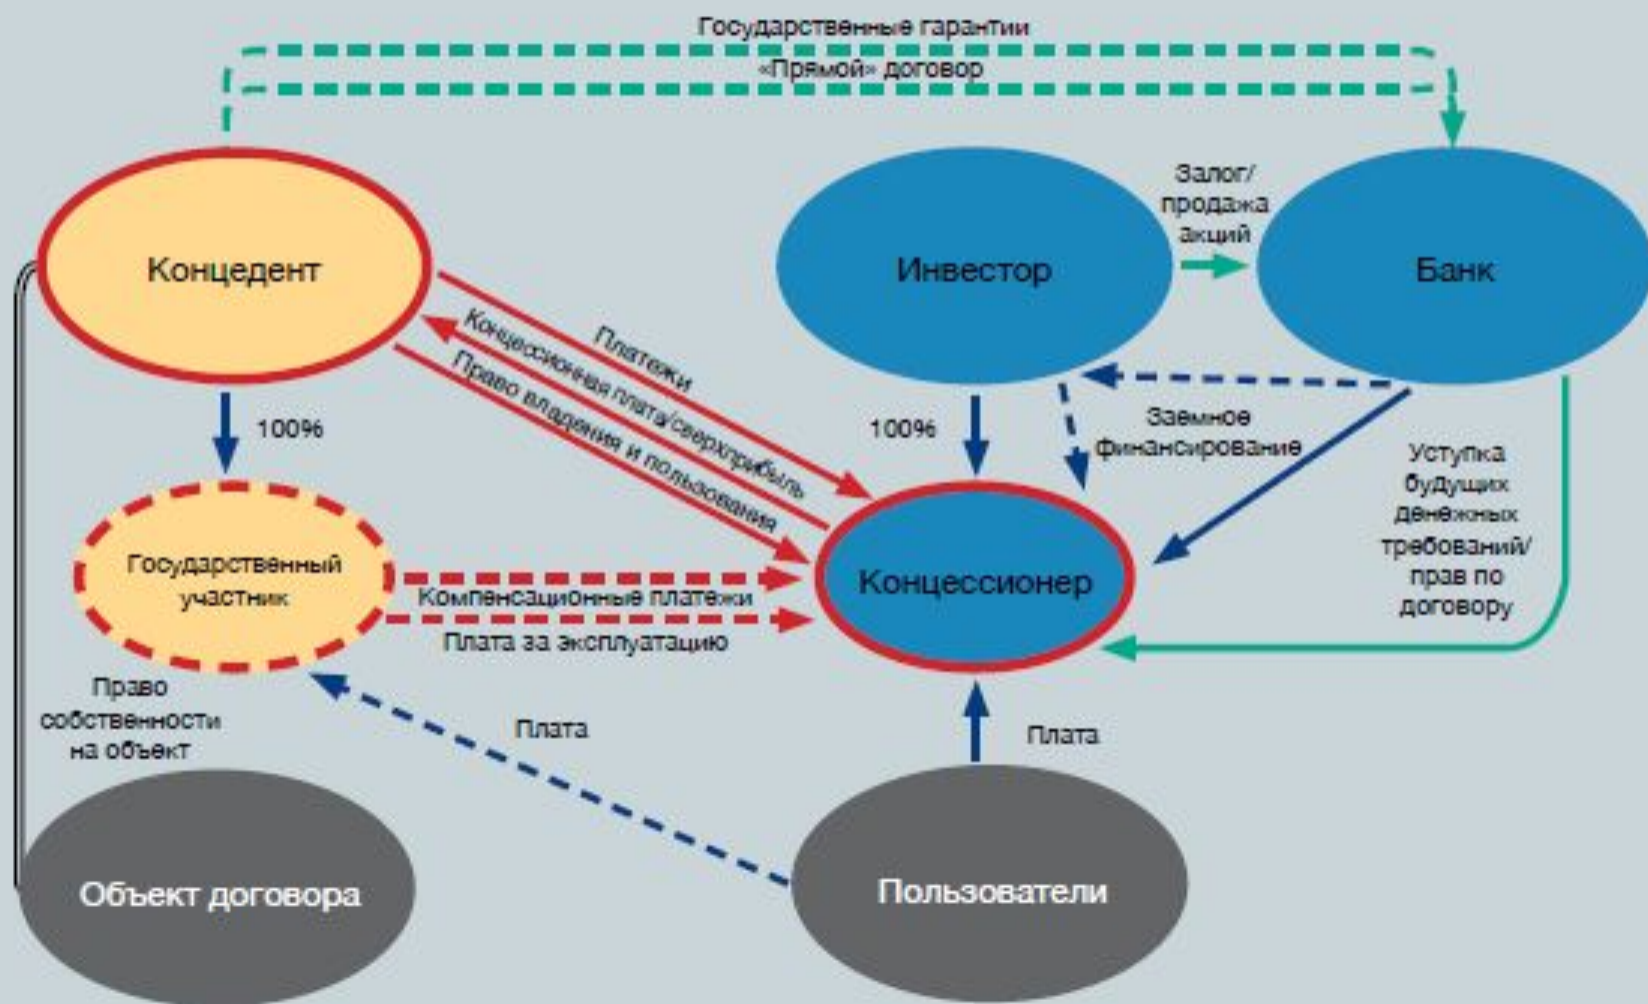 Государственные гарантии
«Прямой» договор
Концедент
Инвестор
Залог/
продажа
акций
Банк
Платежи
Концессионная плата/сверхприбыль
Право владения и пользования
100%
100%
Заемное
финансирование
Уступка
будущих
денежных
требований/
прав по
договору
Государственный
участник
Компенсационные платежи
Плата за эксплуатацию
Концессионер
Право
собственности
на объект
Плата
Плата
Объект договора
Пользователи